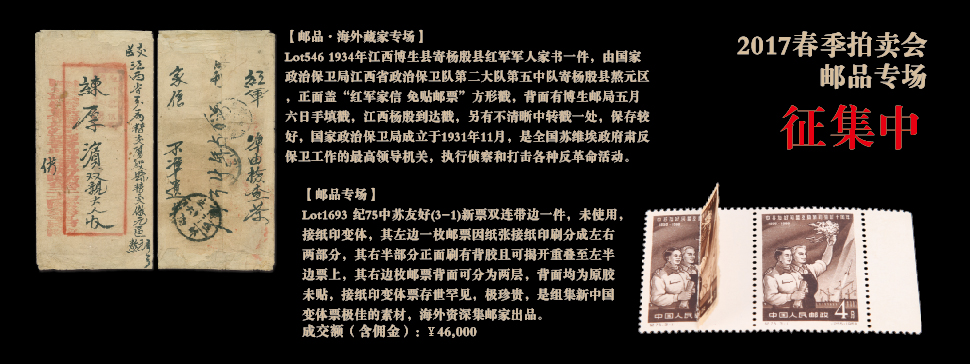 【邮品·海外藏家专场】
Lot546 1934年江西博生县寄杨殷县红军军人家书一件，由国家
政治保卫局江西省政治保卫队第二大队第五中队寄杨殷县熬元区
，正面盖“红军家信 免贴邮票”方形戳，背面有博生邮局五月
六日手填戳，江西杨殷到达戳，另有不清晰中转戳一处，保存较
好，国家政治保卫局成立于1931年11月，是全国苏维埃政府肃反
保卫工作的最高领导机关，执行侦察和打击各种反革命活动。
【邮品专场】
Lot1693 纪75中苏友好(3-1)新票双连带边一件，未使用，
接纸印变体，其左边一枚邮票因纸张接纸印刷分成左右
两部分，其右半部分正面刷有背胶且可揭开重叠至左半
边票上，其右边枚邮票背面可分为两层，背面均为原胶
未贴，接纸印变体票存世罕见，极珍贵，是组集新中国
变体票极佳的素材，海外资深集邮家出品。
成交额（含佣金）：￥46,000
2017春季拍卖会
邮品专场
征集中
红军
家信
中国人民
中国人民邮政
4